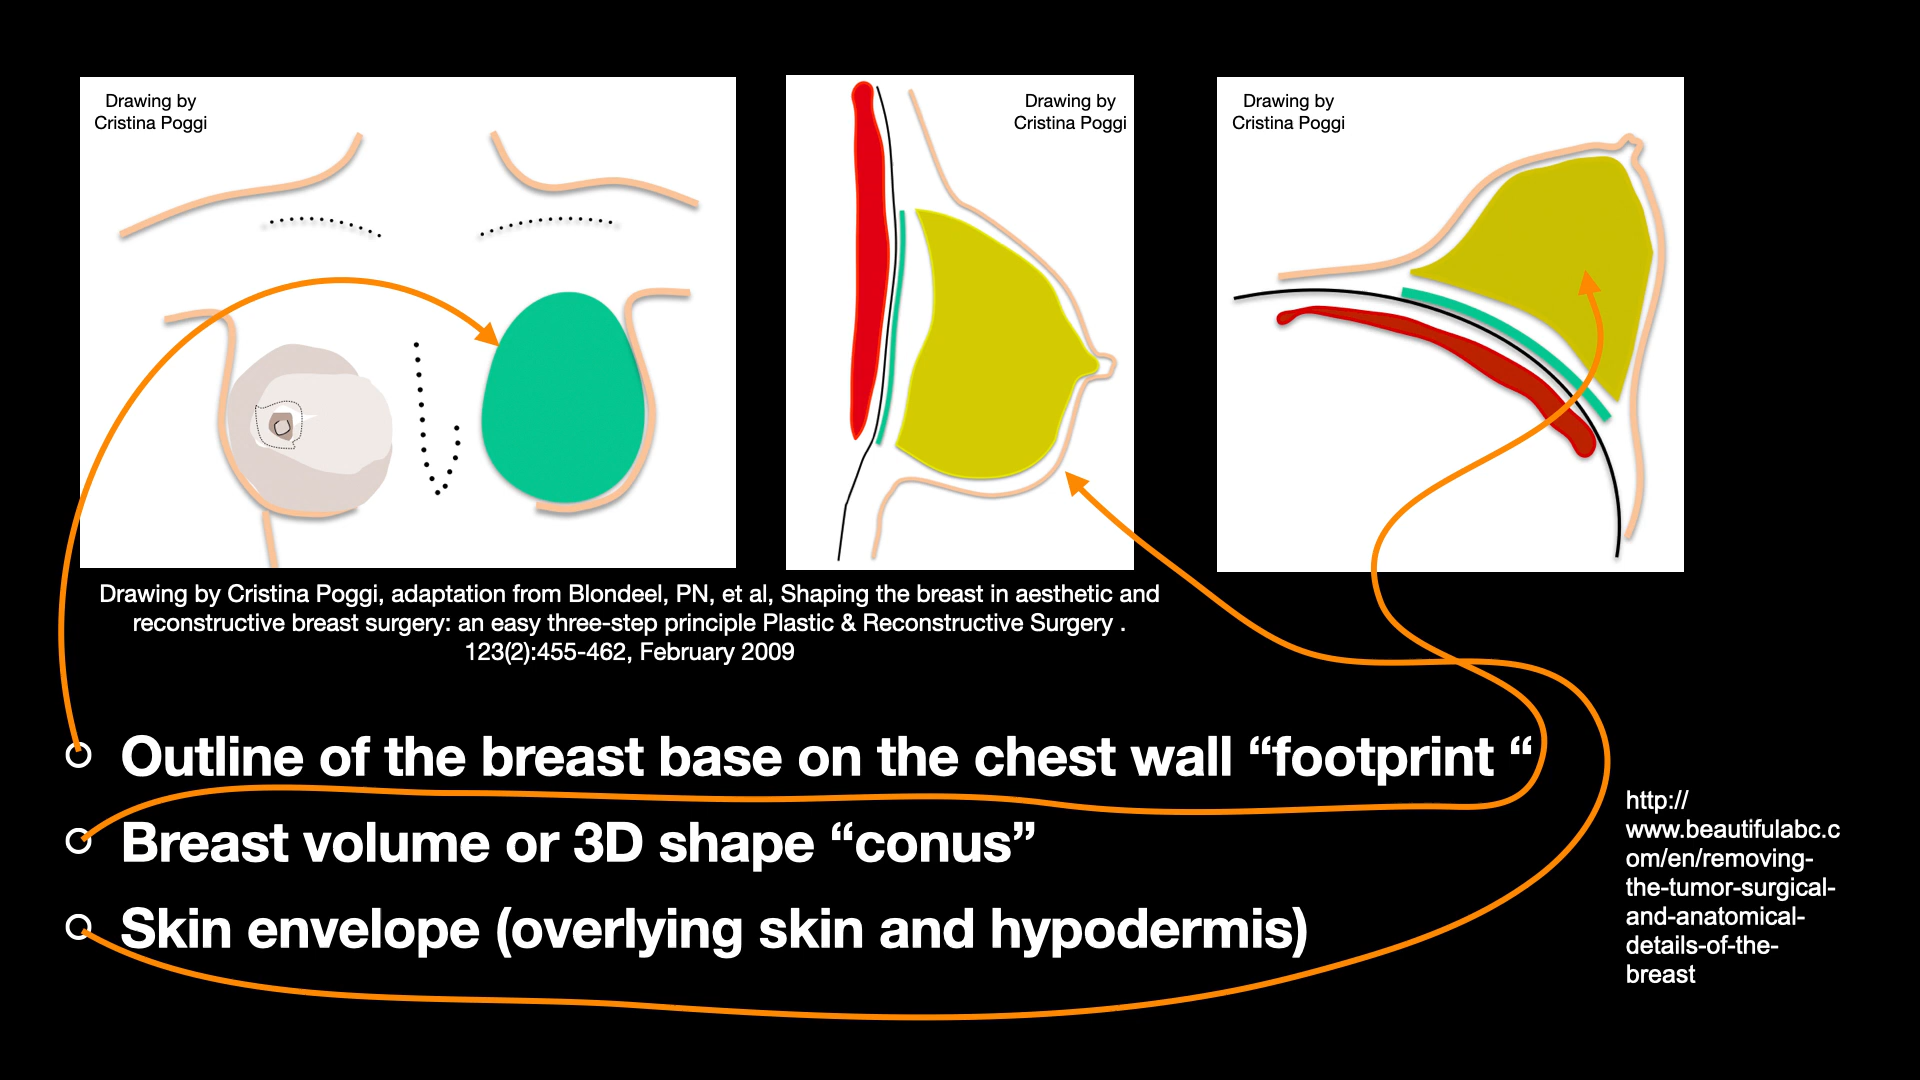 Drawing by
Cristina Poggi
Drawing by
Cristina Poggi
Drawing by
Cristina Poggi
Drawing by Cristina Poggi, adaptation from Blondeel, PN, et al, Shaping the breast in aesthetic and
reconstructive breast surgery: an easy three-step principle Plastic & Reconstructive Surgery .
123(2):455-462, February 2009
Outline of the breast base on the chest wall “footprint “
Breast volume or 3D shape “conus”
Skin envelope (overlying skin and hypodermis)
http://
www.beautifulabc.c
om/en/removing-
the-tumor-surgical-
and-anatomical-
details-of-the-
breast